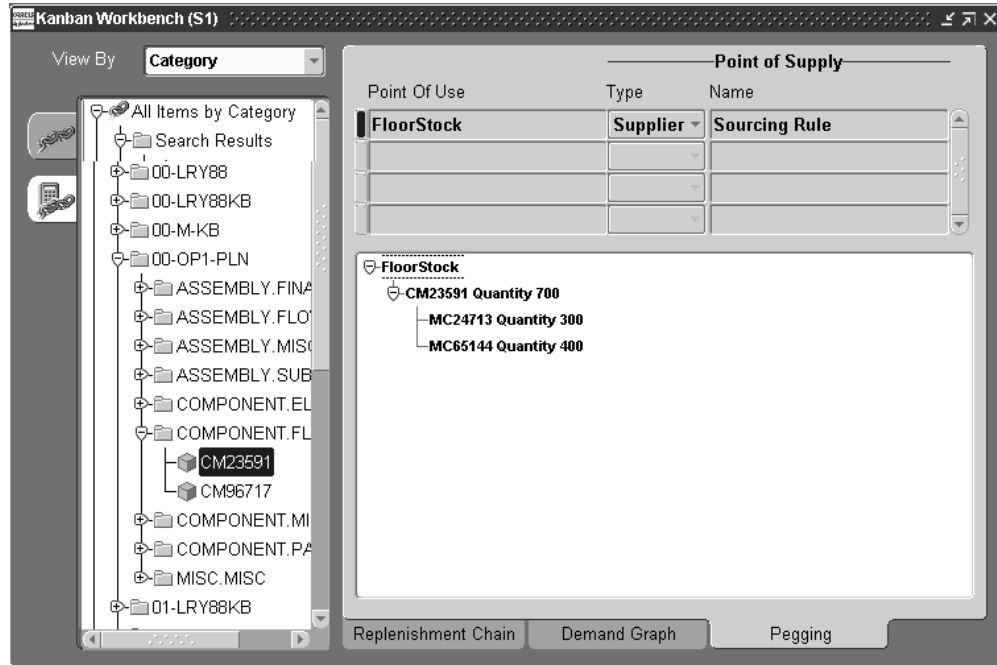 Kanban Workbench (S1)
View By
Category
All Items by Category
Search Results
00-LRY88
00-LRY88KB
00-M-KB
00-OP1-PLN
ASSEMBLY.FINA
ASSEMBLY.FLO
ASSEMBLY.MISC
ASSEMBLY.SUB
COMPONENT.EL
COMPONENT.FL
CM23591
CM96717
COMPONENT.MI
COMPONENT.PA
MISC.MISC
01-LRY88KB
Point of Supply
Point Of Use Type Name
FloorStock Supplier Sourcing Rule
FloorStock
CM23591 Quantity 700
MC24713 Quantity 300
MC65144 Quantity 400
Replenishment Chain Demand Graph Pegging